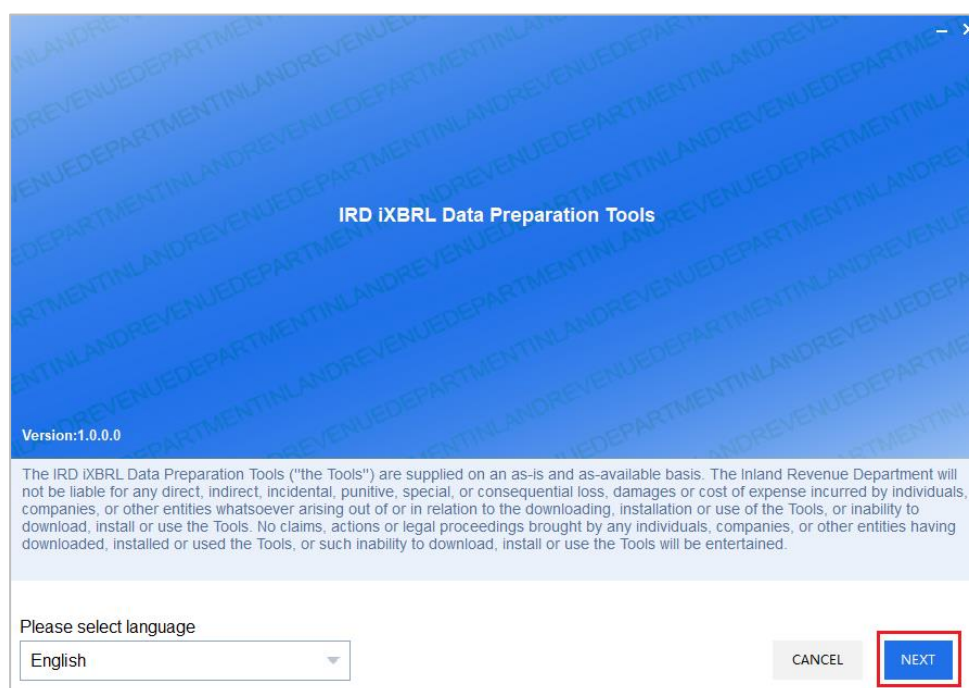 IRD iXBRL Data Preparation Tools
Version:1.0.0.0
The IRD iXBRL Data Preparation Tools ("the Tools") are supplied on an as-is and as-available basis. The Inland Revenue Department will
not be liable for any direct, indirect, incidental, punitive, special, or consequential loss, damages or cost of expense incurred by individuals,
companies, or other entities whatsoever arising out of or in relation to the downloading, installation or use of the Tools, or inability to
download, install or use the Tools. No claims, actions or legal proceedings brought by any individuals, companies, or other entities having
downloaded, installed or used the Tools, or such inability to download, install or use the Tools will be entertained.
Please select language
English
CANCEL
NEXT